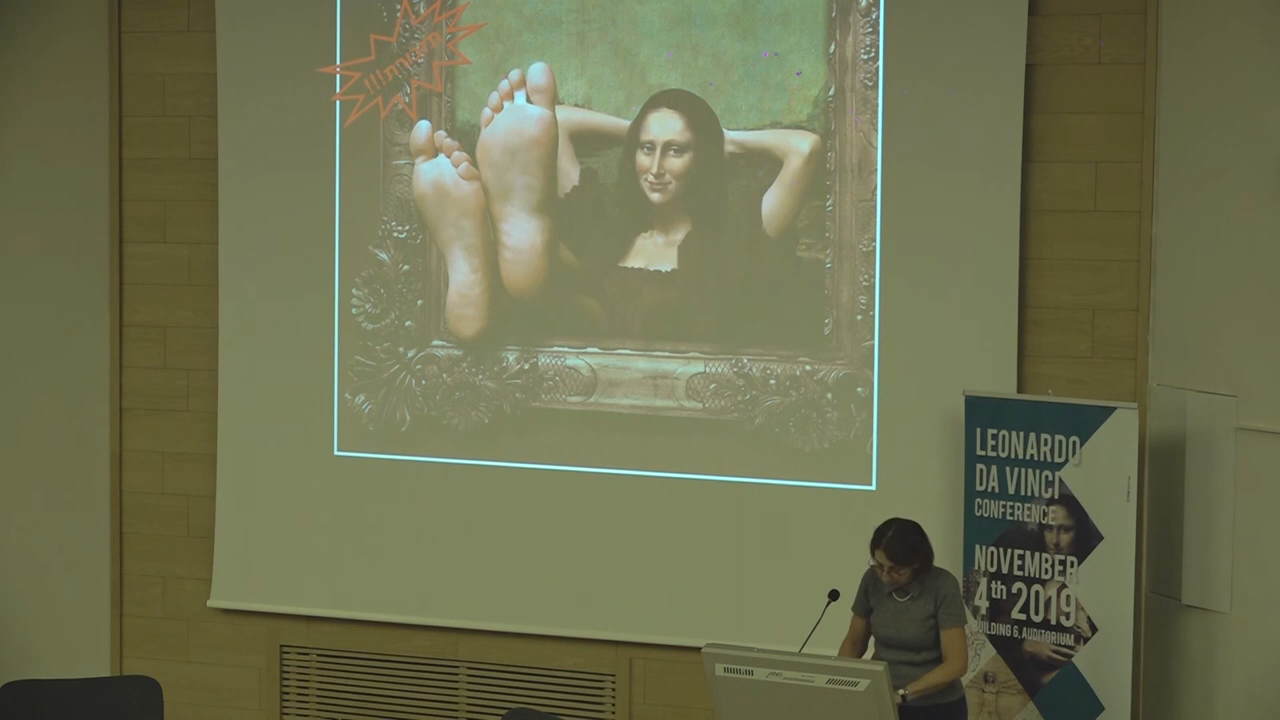 LEONARDO
DA VINCI
CONFERENCE
NOVEMBER
4th 2019
BUILDING 6, AUDITORIUM